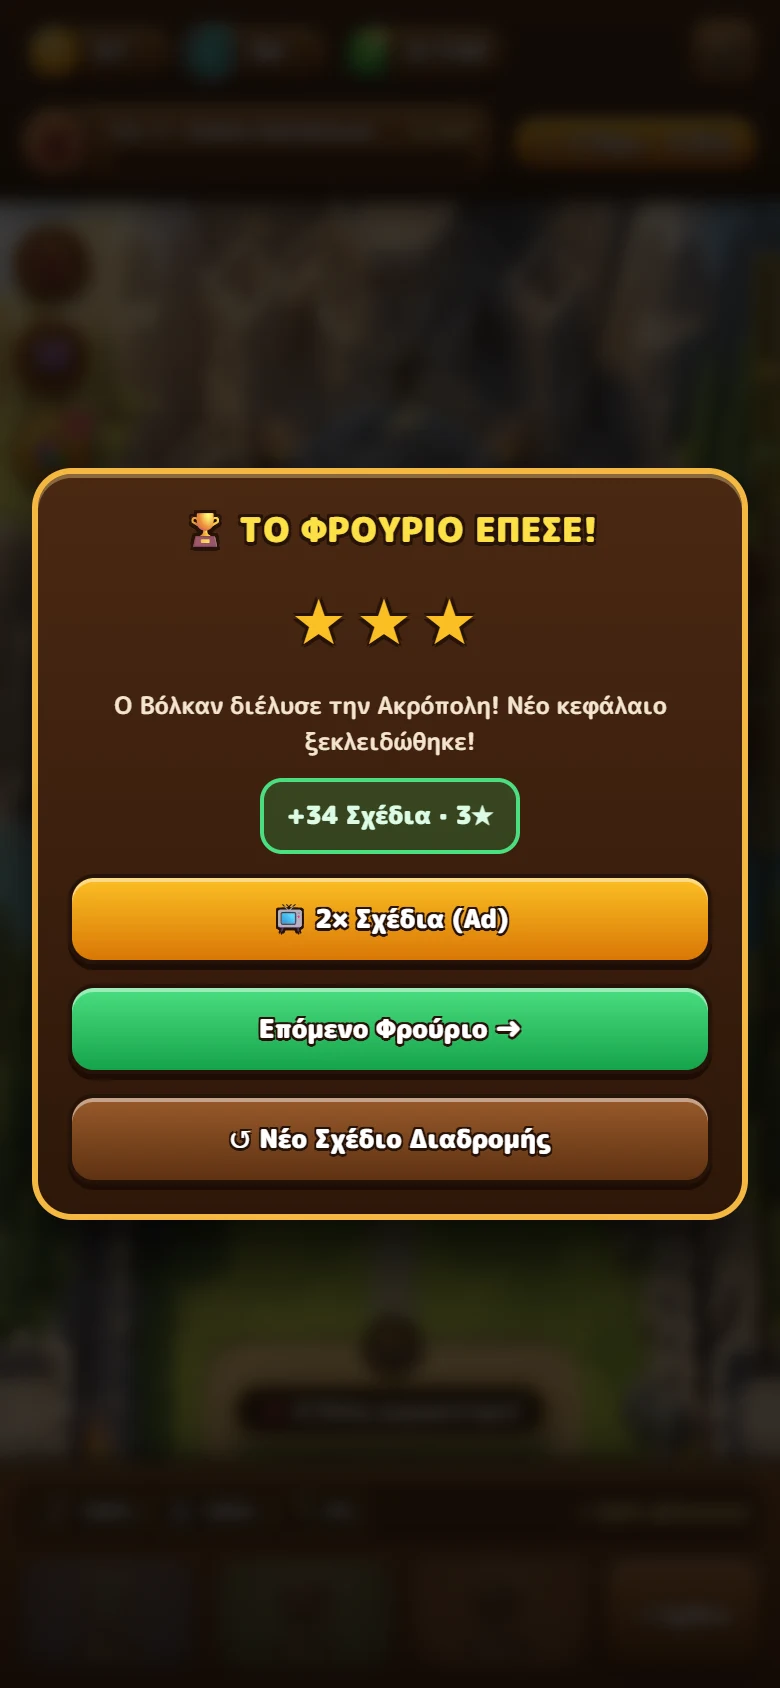 🏆 ΤΟ ΦΡΟΥΡΙΟ ΕΠΕΣΕ!
★★★
Ο Βόλκαν διέλυσε την Ακρόπολη! Νέο κεφάλαιο
ξεκλειδώθηκε!
+34 Σχέδια · 3★
📺 2× Σχέδια (Ad)
Επόμενο Φρούριο →
↺ Νέο Σχέδιο Διαδρομής